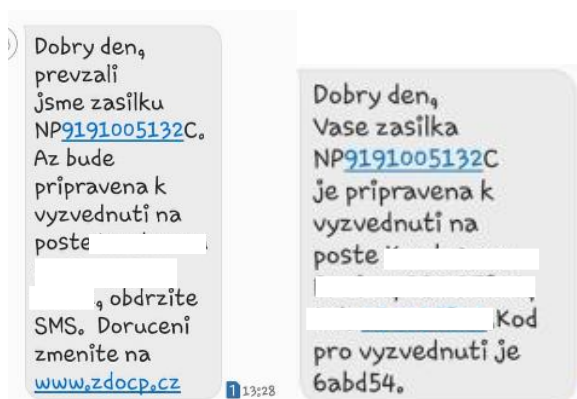 Dobry den,
prevzali
jsme zasilku
NP9191005132C.
Az bude
pripravena k
vyzvednuti na
poste
, obdrzite
SMS. Doruceni
zmenite na
www.zdocp.cz
1 13:28
Dobry den,
Vase zasilka
NP9191005132C
je pripravena k
vyzvednuti na
poste
Kod
pro vyzvednuti je
6abd54.